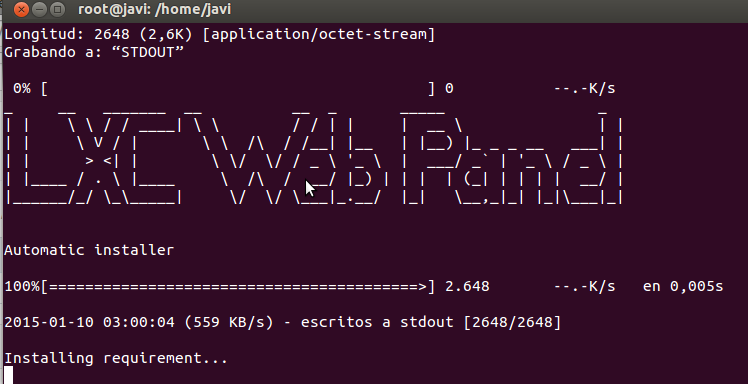 root@javi: /home/javi
Longitud: 2648 (2,6K) [application/octet-stream]
Grabando a: “STDOUT”
0% [                                          ] 0           --.-K/s
LXC Web Panel
Automatic installer
100%[=========================================>] 2.648       --.-K/s   en 0,005s
2015-01-10 03:00:04 (559 KB/s) - escritos a stdout [2648/2648]
Installing requirement...